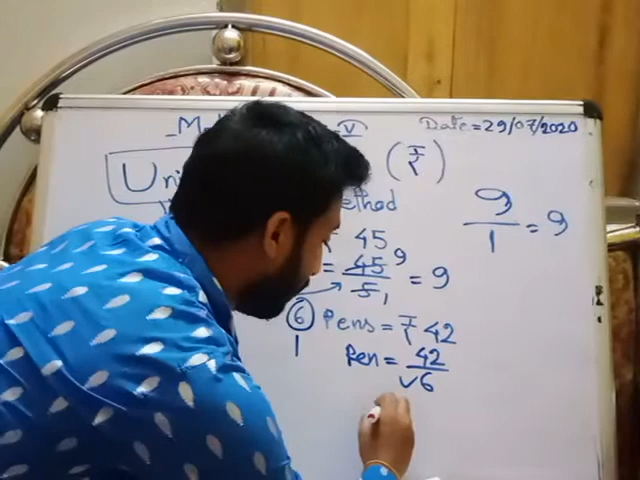 Date = 29/07/2020
V
(₹)
Uni
ethod
45
= 45/5 9 1 = 9
9/1 = 9
6 Pens = ₹ 42
1 Pen = 42/6